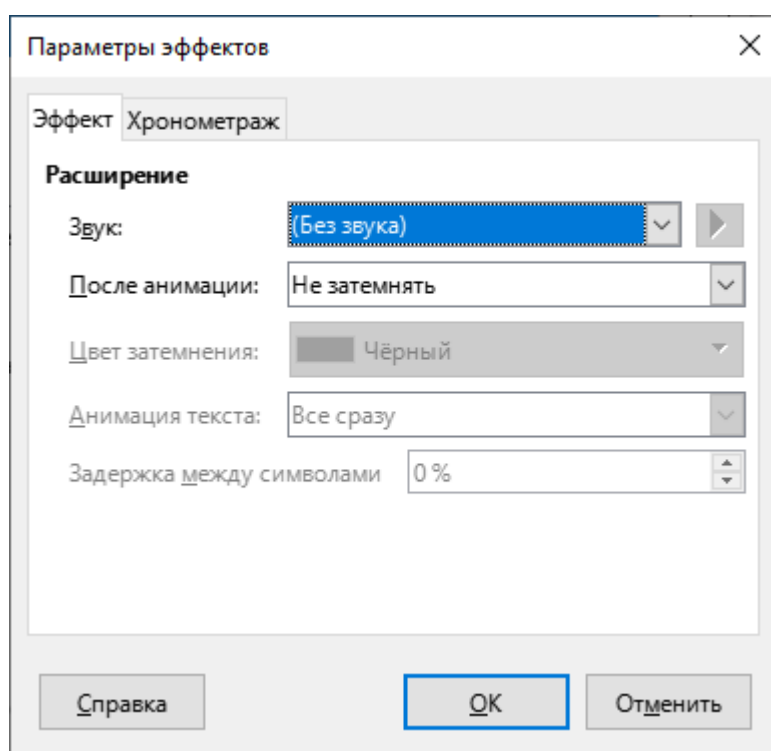 Параметры эффектов
Эффект Хронометраж
Расширение
Звук: (Без звука)
После анимации: Не затемнять
Цвет затемнения: Чёрный
Анимация текста: Все сразу
Задержка между символами 0 %
Справка OK Отменить